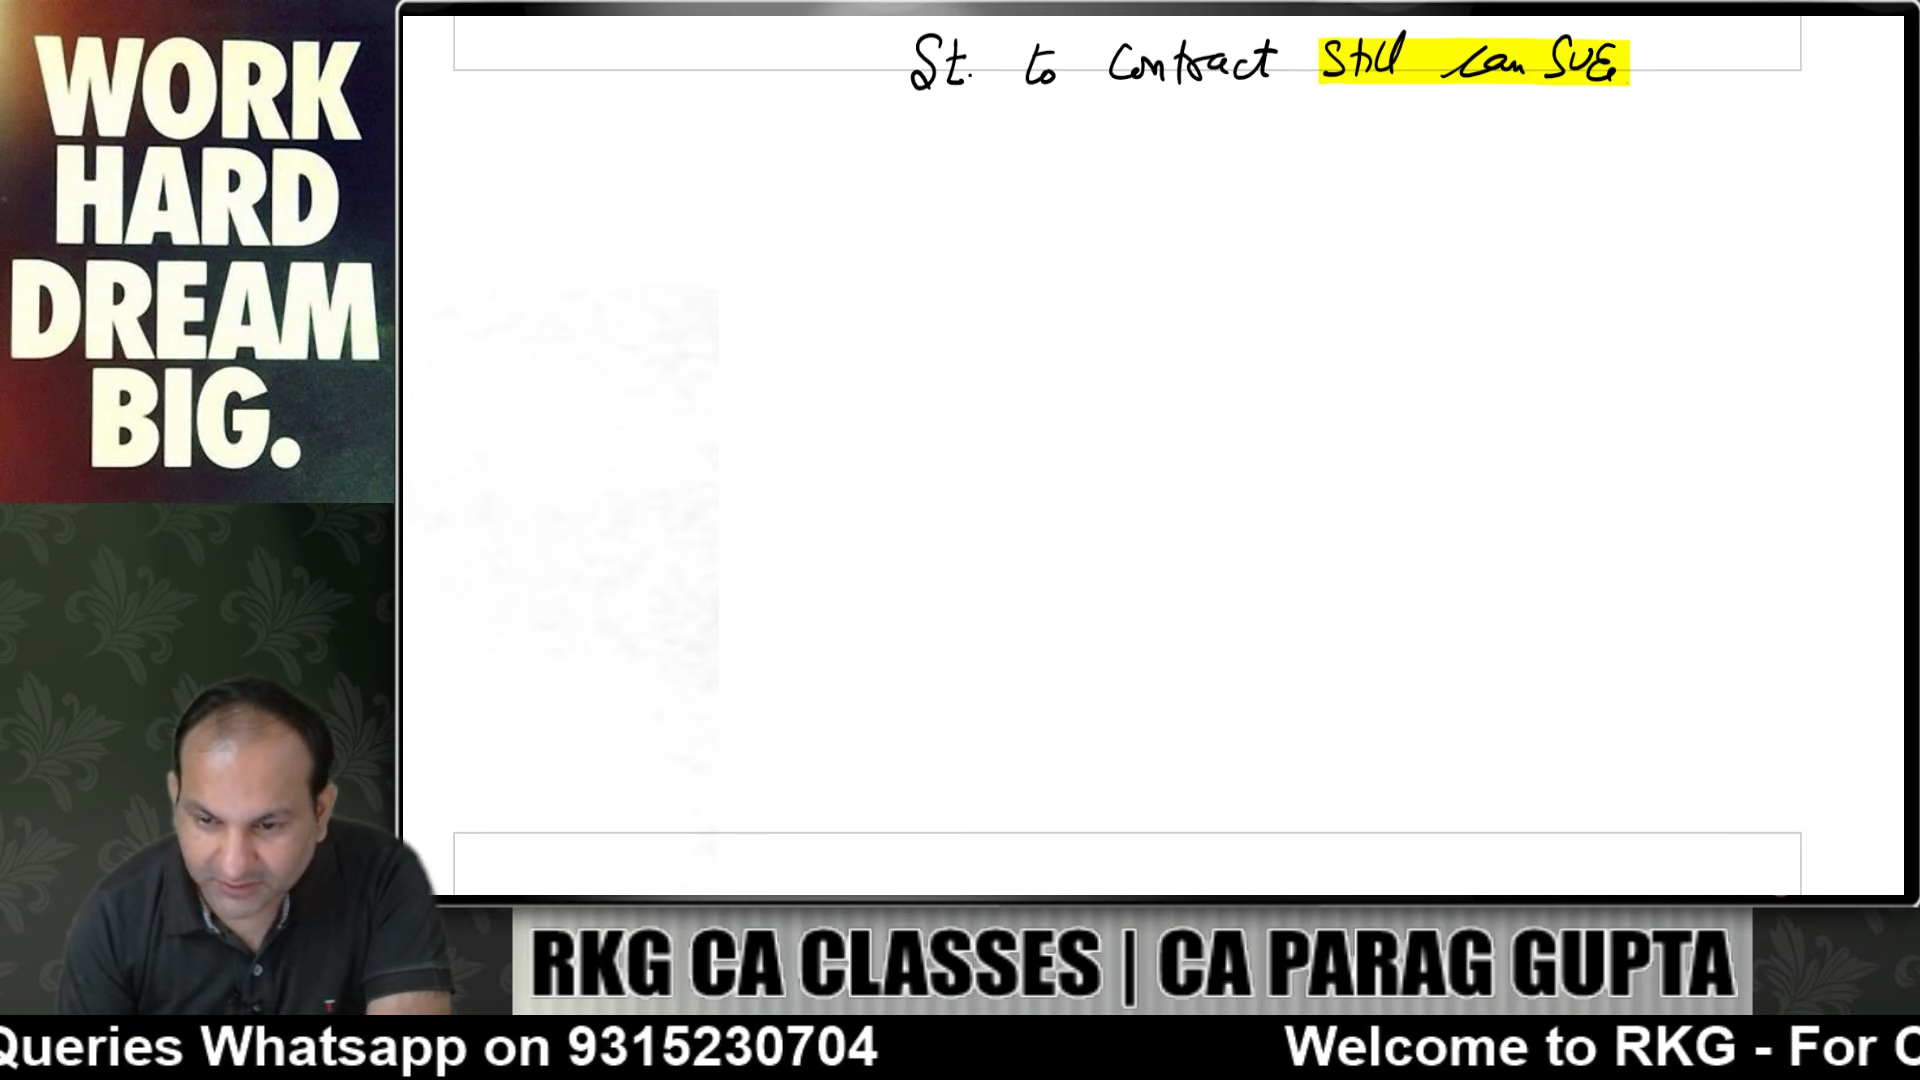 WORK
HARD
DREAM
BIG.
St. to Contract Still can SUE
RKG CA CLASSES | CA PARAG GUPTA
Queries Whatsapp on 9315230704
Welcome to RKG - For C